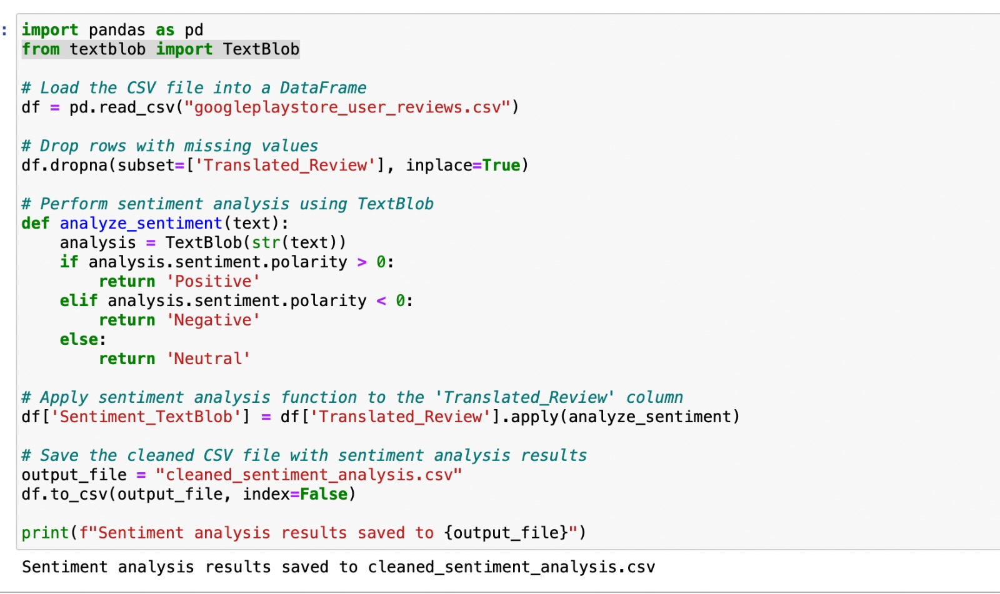 :
import pandas as pd
from textblob import TextBlob

# Load the CSV file into a DataFrame
df = pd.read_csv("googleplaystore_user_reviews.csv")

# Drop rows with missing values
df.dropna(subset=['Translated_Review'], inplace=True)

# Perform sentiment analysis using TextBlob
def analyze_sentiment(text):
    analysis = TextBlob(str(text))
    if analysis.sentiment.polarity > 0:
        return 'Positive'
    elif analysis.sentiment.polarity < 0:
        return 'Negative'
    else:
        return 'Neutral'

# Apply sentiment analysis function to the 'Translated_Review' column
df['Sentiment_TextBlob'] = df['Translated_Review'].apply(analyze_sentiment)

# Save the cleaned CSV file with sentiment analysis results
output_file = "cleaned_sentiment_analysis.csv"
df.to_csv(output_file, index=False)

print(f"Sentiment analysis results saved to {output_file}")
Sentiment analysis results saved to cleaned_sentiment_analysis.csv